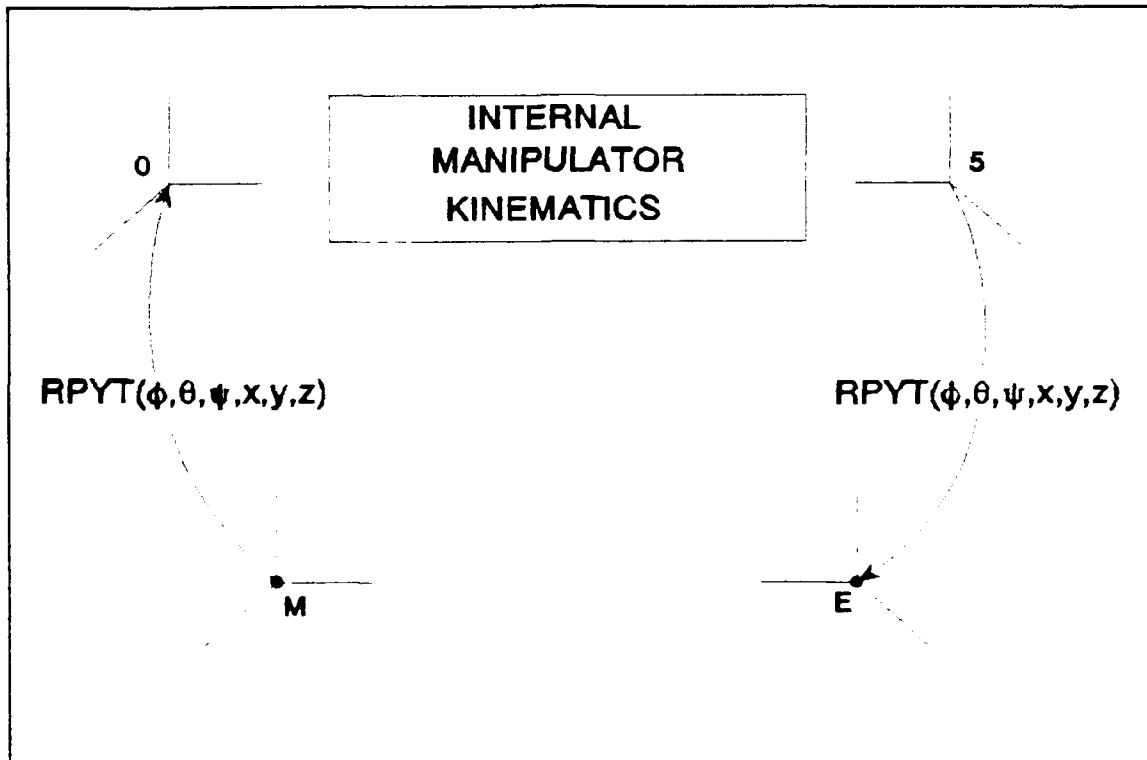 INTERNAL
MANIPULATOR
KINEMATICS
0
5
RPYT(ϕ,θ,ψ,x,y,z)
RPYT(ϕ,θ,ψ,x,y,z)
M
E